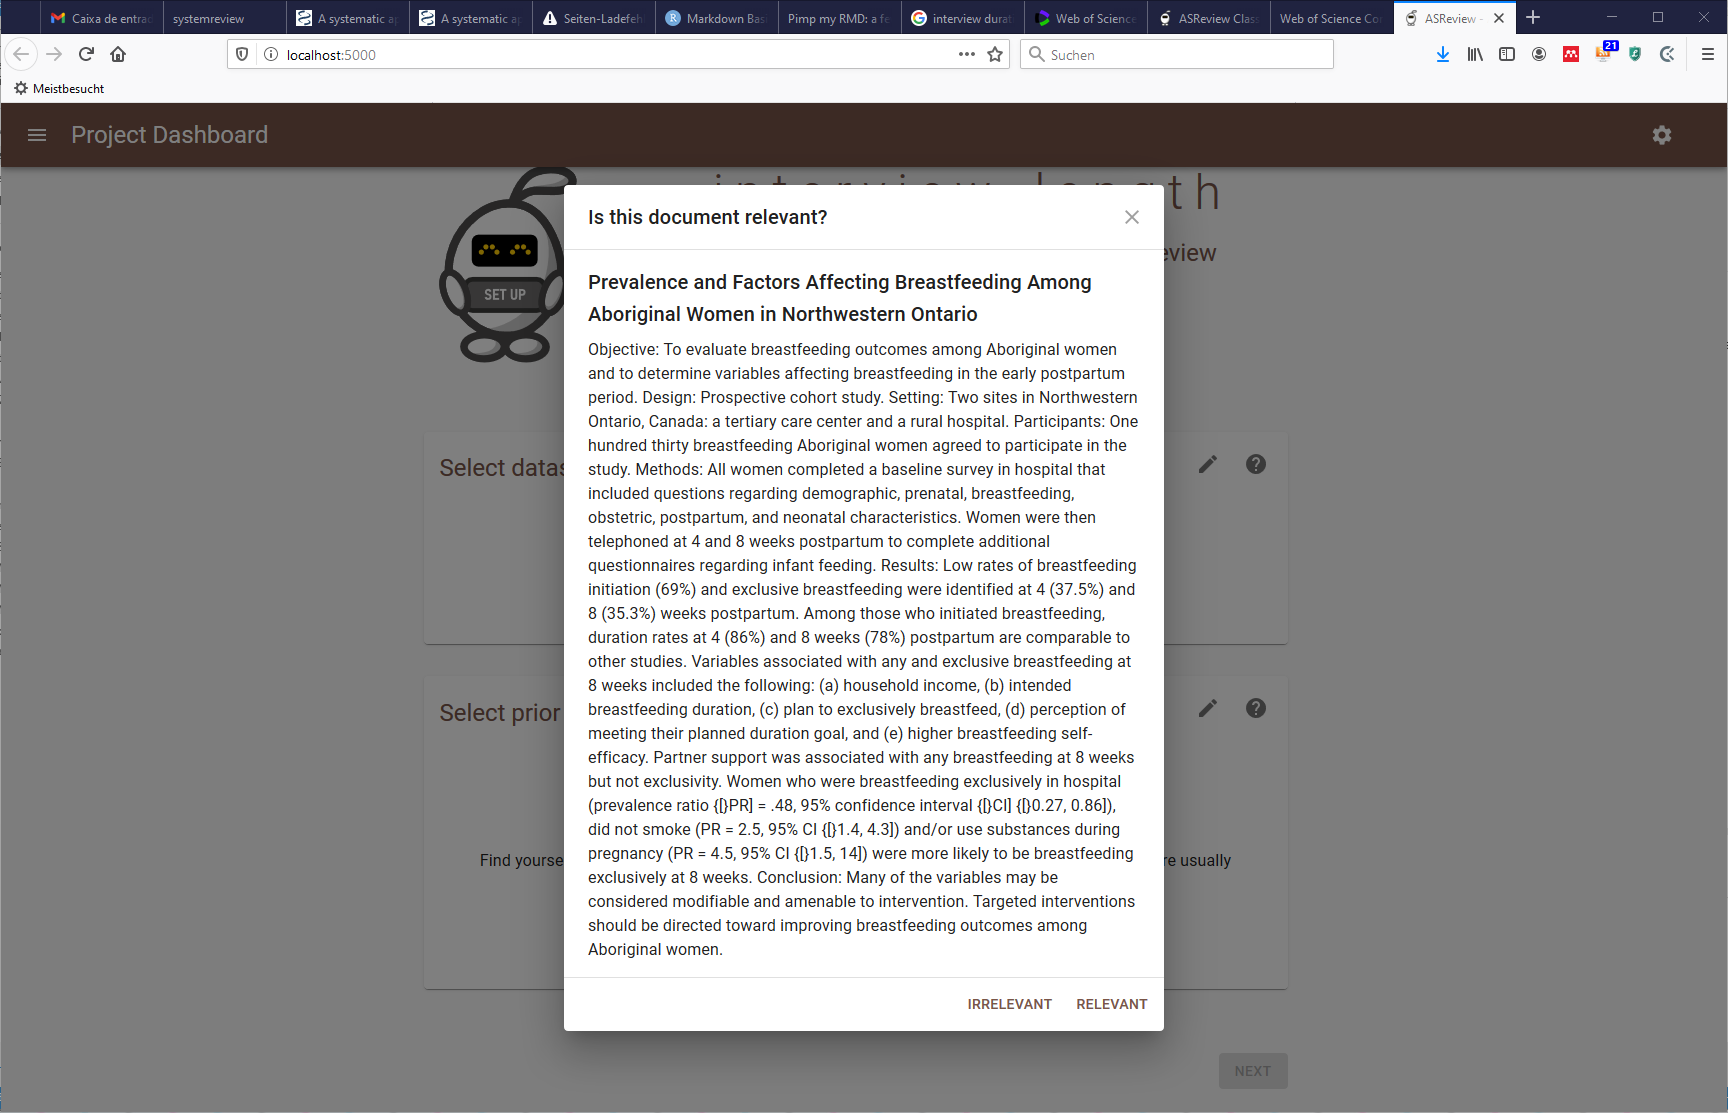 Caixa de entrad
systemreview
A systematic ap
A systematic ap
Seiten-Ladefehl
Markdown Bas
Pimp my RMD: a fe
interview durat
Web of Science
ASReview Class
Web of Science Co
ASReview -
localhost:5000
Suchen
21
Meistbesucht
Project Dashboard
interview length
eview
SET UP
Is this document relevant?
Prevalence and Factors Affecting Breastfeeding Among
Aboriginal Women in Northwestern Ontario
Objective: To evaluate breastfeeding outcomes among Aboriginal women
and to determine variables affecting breastfeeding in the early postpartum
period. Design: Prospective cohort study. Setting: Two sites in Northwestern
Ontario, Canada: a tertiary care center and a rural hospital. Participants: One
hundred thirty breastfeeding Aboriginal women agreed to participate in the
study. Methods: All women completed a baseline survey in hospital that
included questions regarding demographic, prenatal, breastfeeding,
obstetric, postpartum, and neonatal characteristics. Women were then
telephoned at 4 and 8 weeks postpartum to complete additional
questionnaires regarding infant feeding. Results: Low rates of breastfeeding
initiation (69%) and exclusive breastfeeding were identified at 4 (37.5%) and
8 (35.3%) weeks postpartum. Among those who initiated breastfeeding,
duration rates at 4 (86%) and 8 weeks (78%) postpartum are comparable to
other studies. Variables associated with any and exclusive breastfeeding at
8 weeks included the following: (a) household income, (b) intended
breastfeeding duration, (c) plan to exclusively breastfeed, (d) perception of
meeting their planned duration goal, and (e) higher breastfeeding self-
efficacy. Partner support was associated with any breastfeeding at 8 weeks
but not exclusivity. Women who were breastfeeding exclusively in hospital
(prevalence ratio {[}PR] = .48, 95% confidence interval {[}CI] {[}0.27, 0.86]),
did not smoke (PR = 2.5, 95% CI {[}1.4, 4.3]) and/or use substances during
pregnancy (PR = 4.5, 95% CI {[}1.5, 14]) were more likely to be breastfeeding
exclusively at 8 weeks. Conclusion: Many of the variables may be
considered modifiable and amenable to intervention. Targeted interventions
should be directed toward improving breastfeeding outcomes among
Aboriginal women.
IRRELEVANT
RELEVANT
Select datas
Select prior
Find yourse
re usually
NEXT